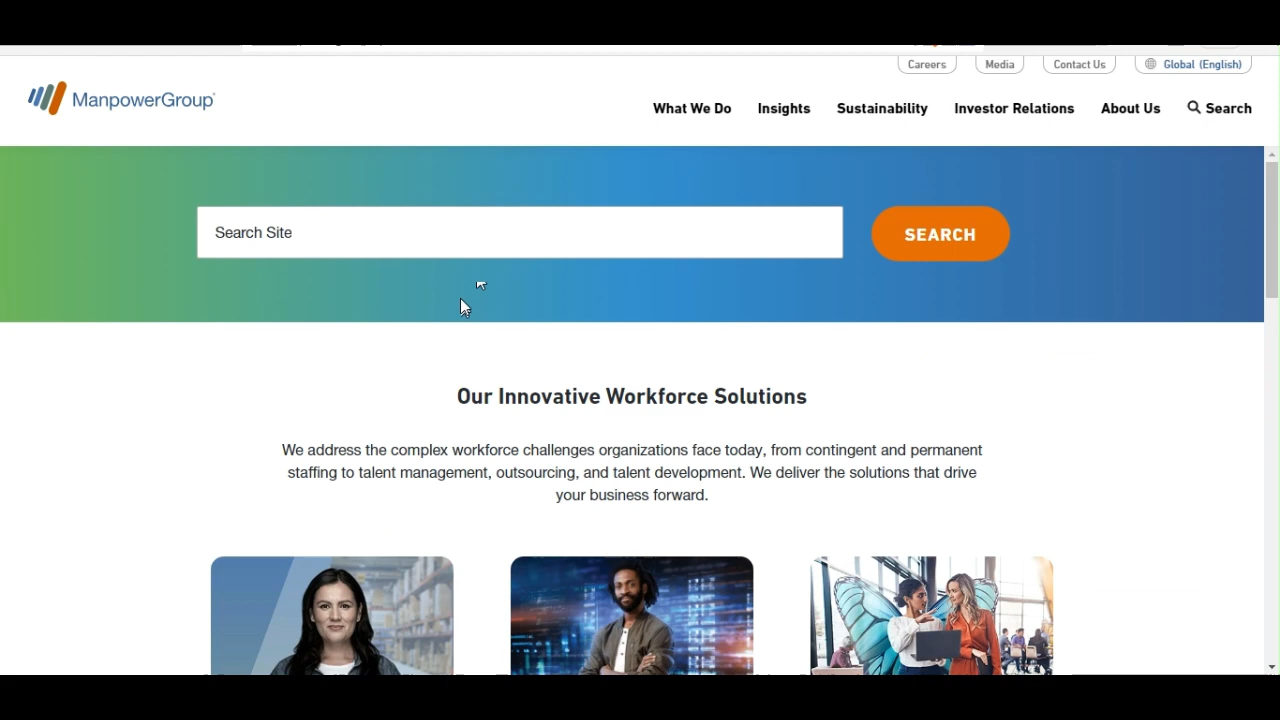 Careers
Media
Contact Us
Global (English)
ManpowerGroup
What We Do
Insights
Sustainability
Investor Relations
About Us
Search
Search Site
SEARCH
Our Innovative Workforce Solutions
We address the complex workforce challenges organizations face today, from contingent and permanent
staffing to talent management, outsourcing, and talent development. We deliver the solutions that drive
your business forward.